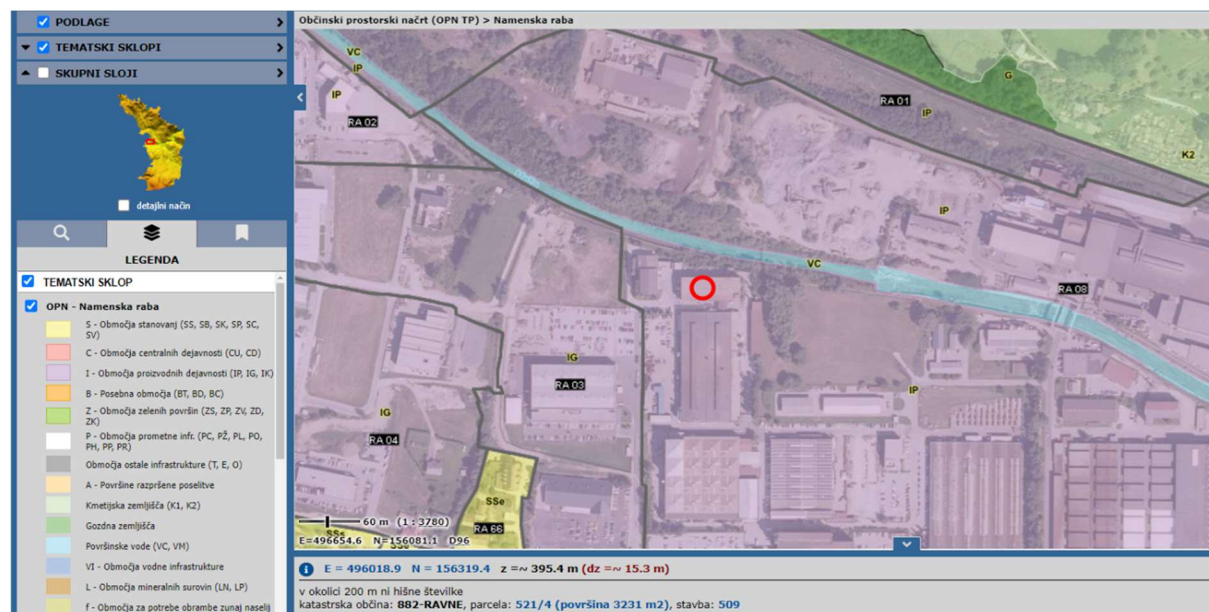 PODLAGE
TEMATSKI SKLOPI
SKUPNI SLOJI
detajlni način
LEGENDA
TEMATSKI SKLOP
OPN - Namenska raba
S - Območja stanovanj (SS, SB, SK, SP, SC,
SV)
C - Območja centralnih dejavnosti (CU, CD)
I - Območja proizvodnih dejavnosti (IP, IG, IK)
B - Posebna območja (BT, BD, BC)
Z - Območja zelenih površin (ZS, ZP, ZV, ZD,
ZK)
P - Območja prometne infr. (PC, PŽ, PL, PO,
PH, PP, PR)
Območja ostale infrastrukture (T, E, O)
A - Površine razpršene poselitve
Kmetijska zemljišča (K1, K2)
Gozdna zemljišča
Površinske vode (VC, VM)
VI - Območja vodne infrastrukture
L - Območja mineralnih surovin (LN, LP)
f - Območja za potrebe obrambe zunaj naselij
Občinski prostorski načrt (OPN TP) > Namenska raba
VC
IP
IP
RA 02
RA 01
IP
G
K2
IP
VC
RA 08
IG
RA 03
IP
IG
RA 04
SSe
RA 66
SSs
60 m (1 : 3780)
E=496654.6 N=156081.1 D96
E = 496018.9 N = 156319.4 z =~ 395.4 m (dz =~ 15.3 m)
v okolici 200 m ni hišne številke
katastrska občina: 882-RAVNE, parcela: 521/4 (površina 3231 m2), stavba: 509